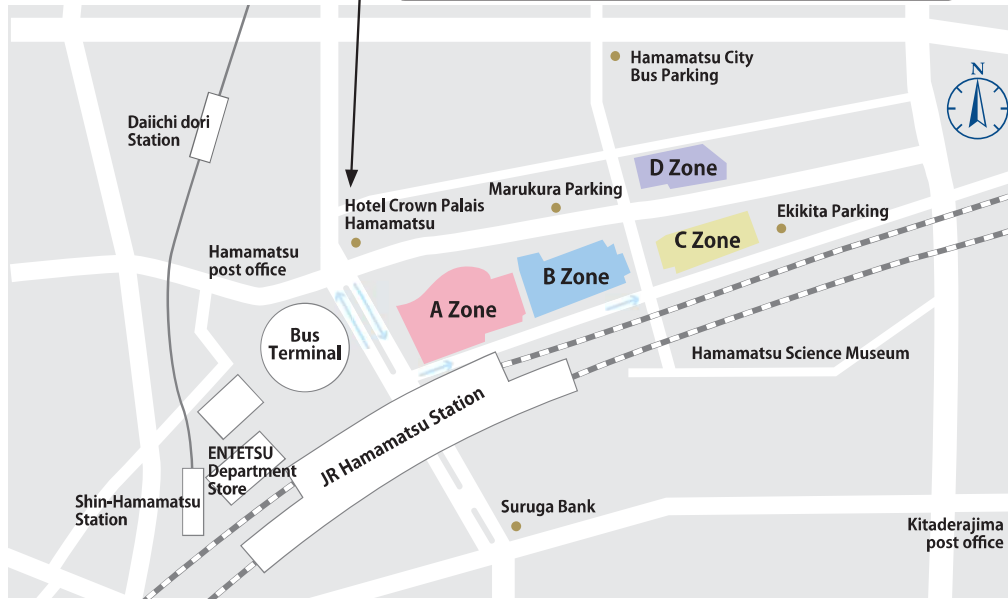 Hamamatsu City
Bus Parking
N
Daiichi dori
Station
D Zone
Marukura Parking
Hotel Crown Palais
Hamamatsu
Ekikita Parking
C Zone
Hamamatsu
post office
B Zone
A Zone
Bus
Terminal
Hamamatsu Science Museum
JR Hamamatsu Station
ENTETSU
Department
Store
Shin-Hamamatsu
Station
Suruga Bank
Kitaderajima
post office